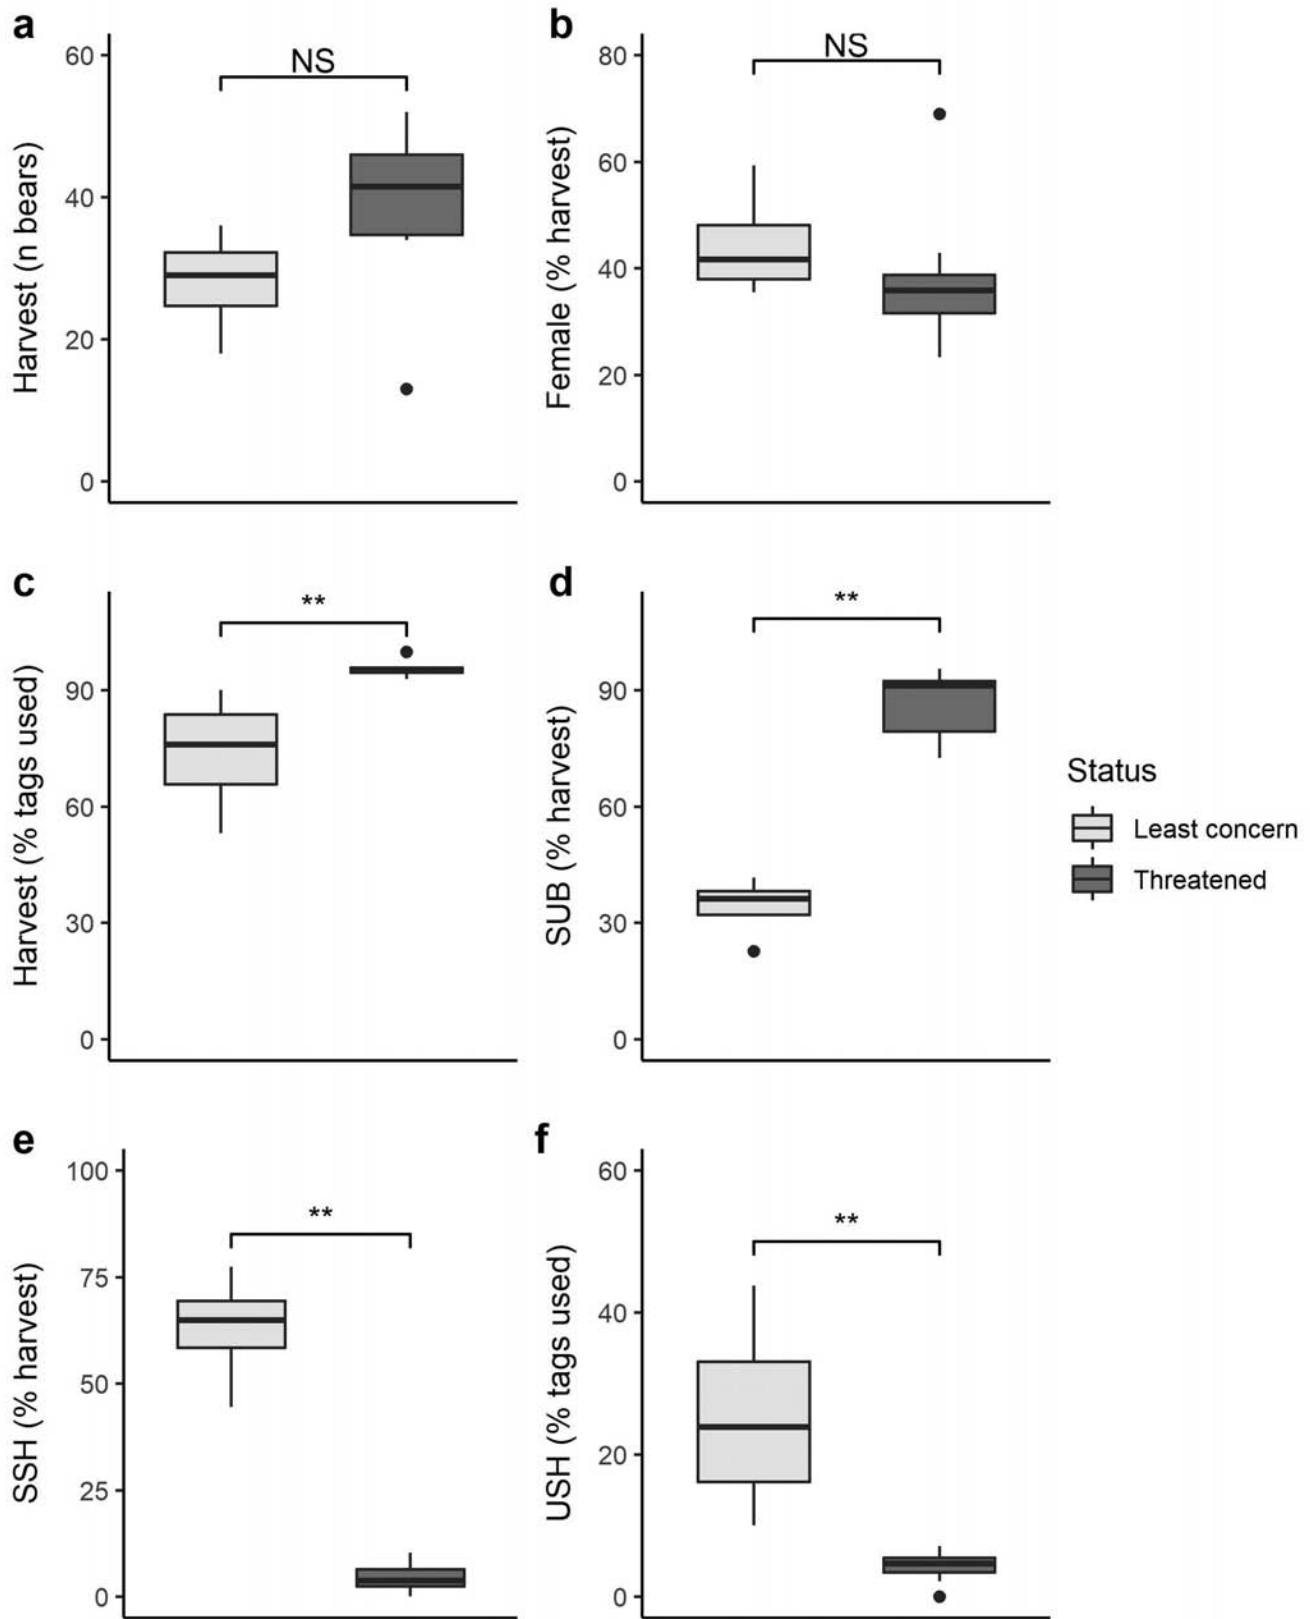 a
60
40
20
0
Harvest (n bears)
NS
b
80
60
40
20
0
Female (% harvest)
NS
c
90
60
30
0
Harvest (% tags used)
**
d
90
60
30
0
SUB (% harvest)
**
Status
Least concern
Threatened
e
100
75
50
25
0
SSH (% harvest)
**
f
60
40
20
0
USH (% tags used)
**